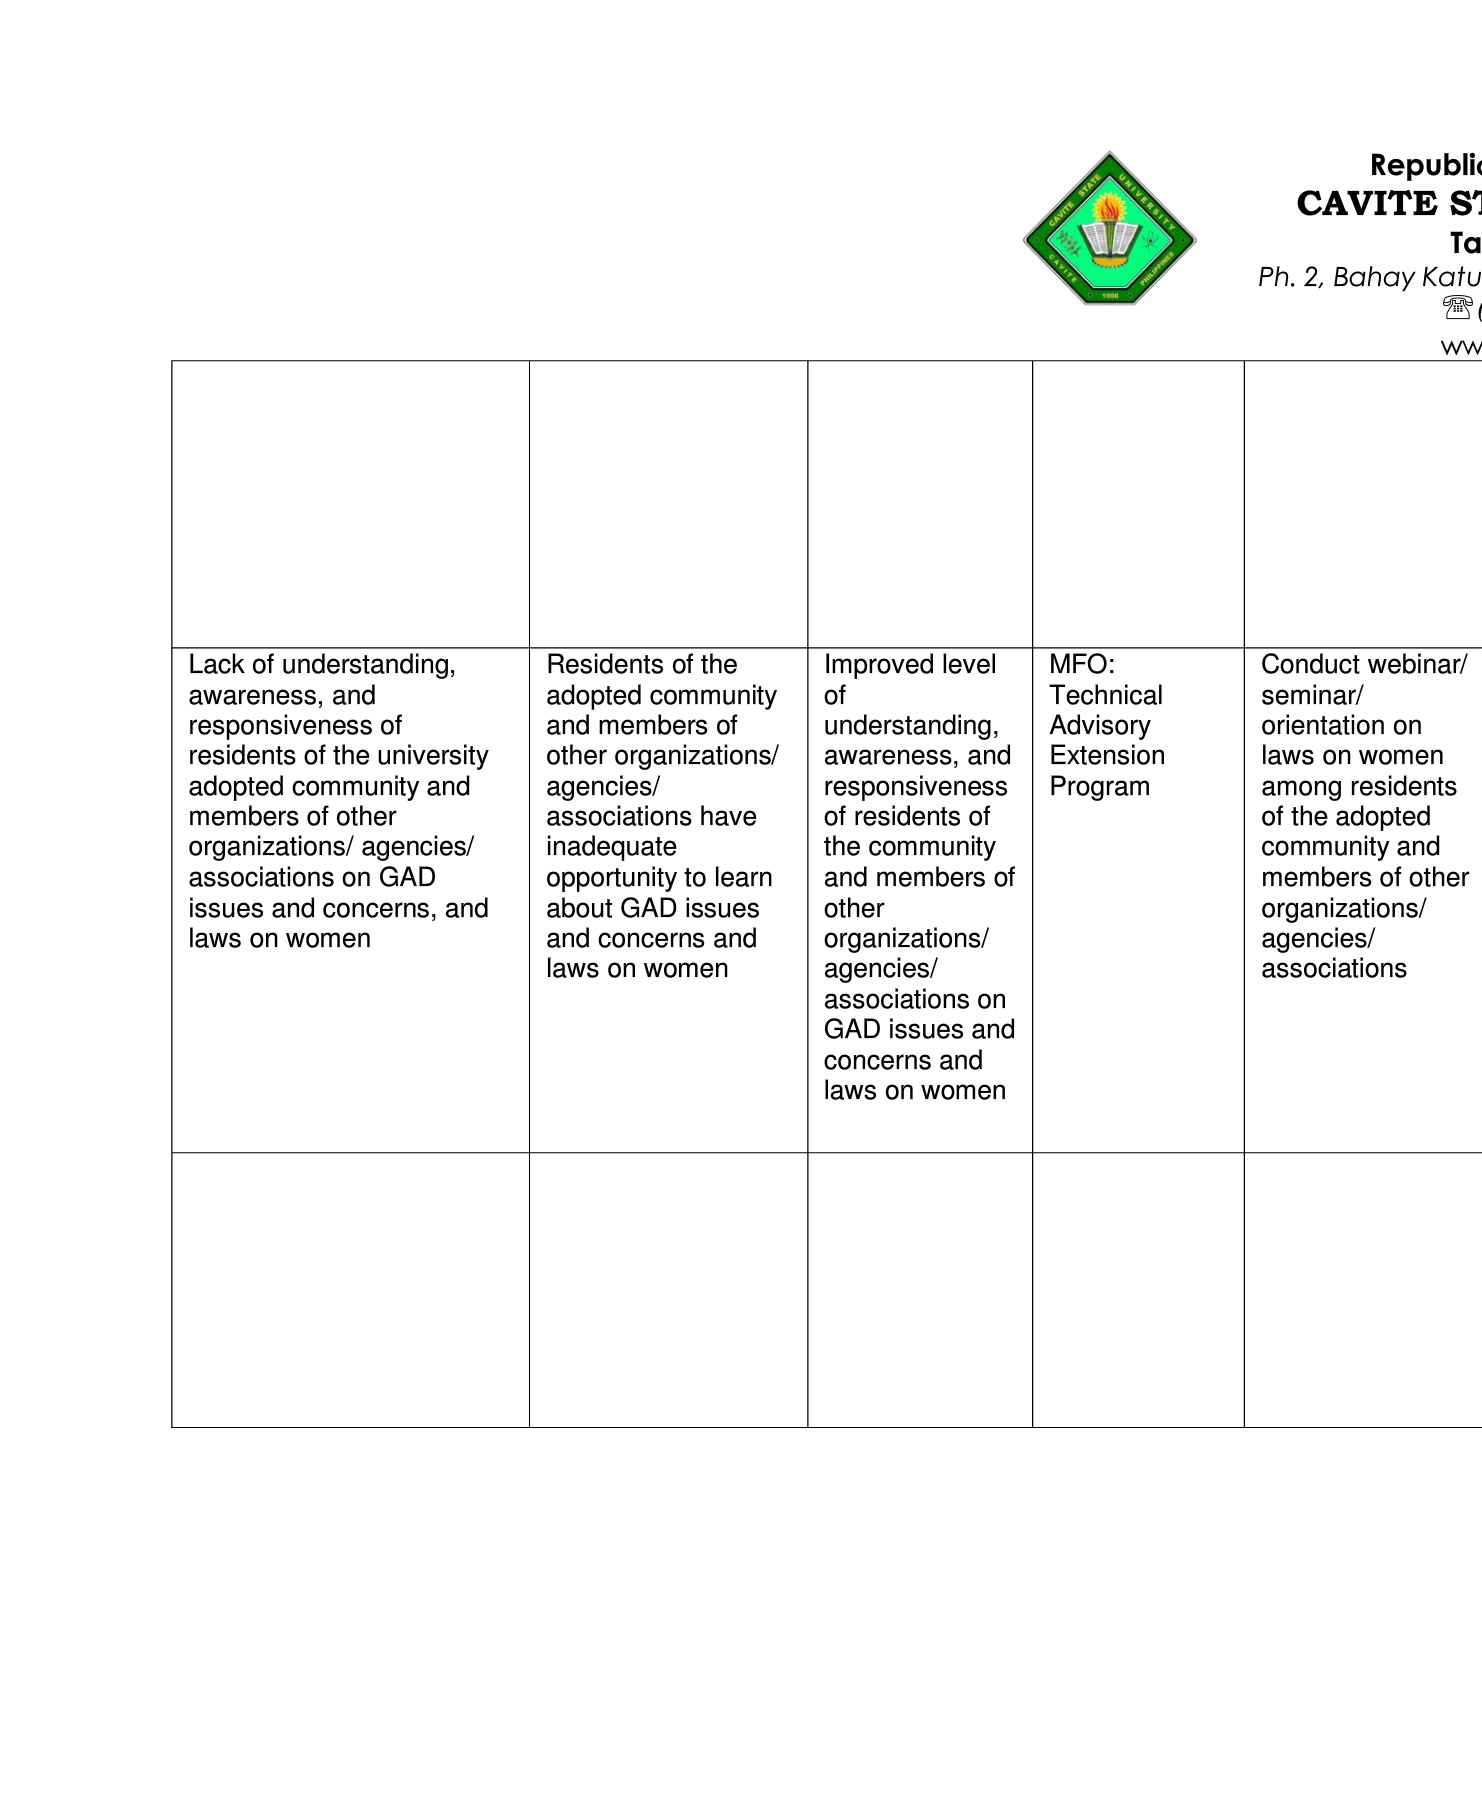 CAVITE STATE UNIVERSITY
CAVITE
PHILIPPINES
1906
Republic
CAVITE ST
Ta
Ph. 2, Bahay Katu
☏(
ww
Lack of understanding,
awareness, and
responsiveness of
residents of the university
adopted community and
members of other
organizations/ agencies/
associations on GAD
issues and concerns, and
laws on women
Residents of the
adopted community
and members of
other organizations/
agencies/
associations have
inadequate
opportunity to learn
about GAD issues
and concerns and
laws on women
Improved level
of
understanding,
awareness, and
responsiveness
of residents of
the community
and members of
other
organizations/
agencies/
associations on
GAD issues and
concerns and
laws on women
MFO:
Technical
Advisory
Extension
Program
Conduct webinar/
seminar/
orientation on
laws on women
among residents
of the adopted
community and
members of other
organizations/
agencies/
associations